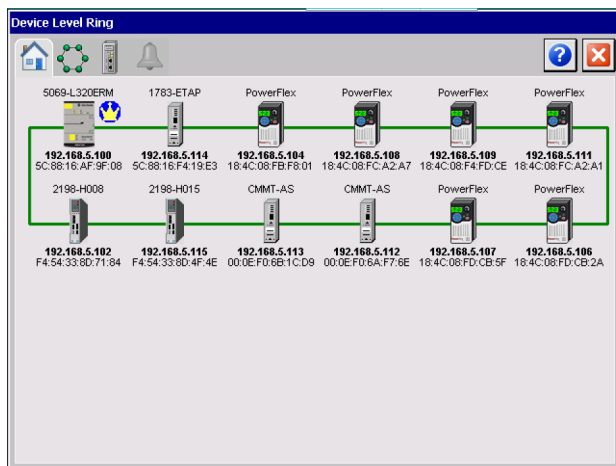 Device Level Ring
5069-L320ERM 1783-ETAP PowerFlex PowerFlex PowerFlex PowerFlex
192.168.5.100 192.168.5.114 192.168.5.104 192.168.5.108 192.168.5.109 192.168.5.111
5C:88:16:AF:9F:08 5C:88:16:F4:19:E3 18:4C:08:FB:F8:01 18:4C:08:FC:A2:A7 18:4C:08:F4:FD:CE 18:4C:08:FC:A2:A1
2198-H008 2198-H015 CMMT-AS CMMT-AS PowerFlex PowerFlex
192.168.5.102 192.168.5.115 192.168.5.113 192.168.5.112 192.168.5.107 192.168.5.106
F4:54:33:8D:71:84 F4:54:33:8D:4F:4E 00:0E:F0:6B:1C:D9 00:0E:F0:6A:F7:6E 18:4C:08:FD:CB:5F 18:4C:08:FD:CB:2A